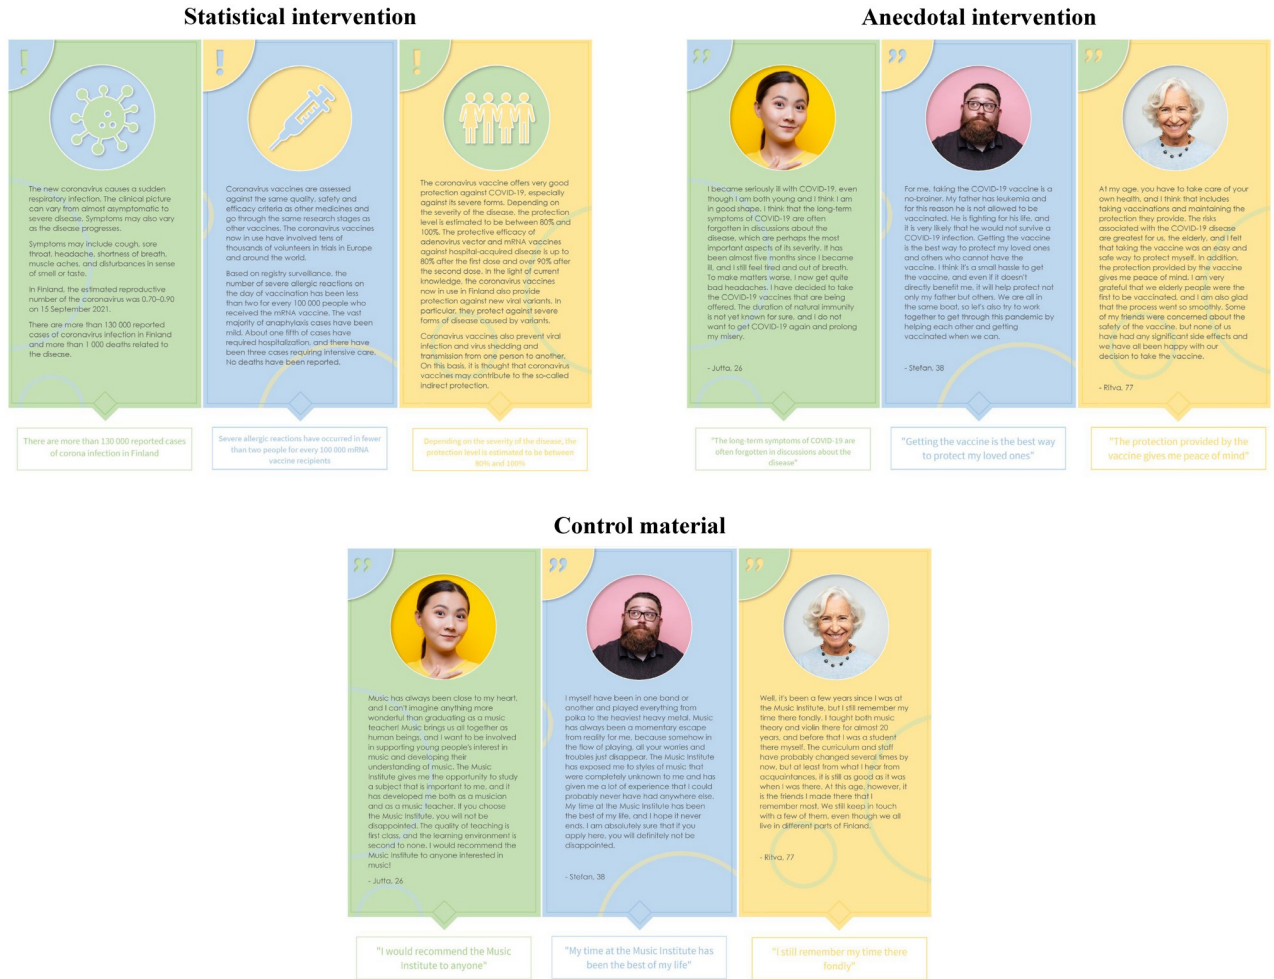 Statistical intervention
!
The new coronavirus causes a sudden
respiratory infection. The clinical picture
can vary from almost asymptomatic to
severe disease. Symptoms may also vary
as the disease progresses.
Symptoms may include cough, sore
throat, headache, shortness of breath,
muscle aches, and disturbances in sense
of smell or taste.
In Finland, the estimated reproductive
number of the coronavirus was 0.70-0.90
on 15 September 2021.
There are more than 130 000 reported
cases of coronavirus infection in Finland
and more than 1 000 deaths related to
the disease.
There are more than 130 000 reported cases
of corona infection in Finland
!
Coronavirus vaccines are assessed
against the same quality, safety and
efficacy criteria as other medicines and
go through the same research stages as
other vaccines. The coronavirus vaccines
now in use have involved tens of
thousands of volunteers in trials in Europe
and around the world.
Based on registry surveillance, the
number of severe allergic reactions on
the day of vaccination has been less
than two for every 100 000 people who
received the mRNA vaccine. The vast
majority of anaphylaxis cases have been
mild. About one fifth of cases have
required hospitalization, and there have
been three cases requiring intensive care.
No deaths have been reported.
Severe allergic reactions have occurred in fewer
than two people for every 100 000 mRNA
vaccine recipients
!
The coronavirus vaccine offers very good
protection against COVID-19, especially
against its severe forms. Depending on
the severity of the disease, the protection
level is estimated to be between 80% and
100%. The protective efficacy of
adenovirus vector and mRNA vaccines
against hospital-acquired disease is up to
80% after the first dose and over 90% after
the second dose. In the light of current
knowledge, the coronavirus vaccines
now in use in Finland also provide
protection against new viral variants. In
particular, they protect against severe
forms of disease caused by variants.
Coronavirus vaccines also prevent viral
infection and virus shedding and
transmission from one person to another.
On this basis, it is thought that coronavirus
vaccines may contribute to the so-called
indirect protection.
Depending on the severity of the disease, the
protection level is estimated to be between
80% and 100%
Anecdotal intervention
”
I became seriously ill with COVID-19, even
though I am both young and I think I am
in good shape. I think that the long-term
symptoms of COVID-19 are often
forgotten in discussions about the
disease, which are perhaps the most
important aspects of its severity. It has
been almost five months since I became
ill, and I still feel tired and out of breath.
To make matters worse, I now get quite
bad headaches. I have decided to take
the COVID-19 vaccines that are being
offered. The duration of natural immunity
is not yet known for sure, and I do not
want to get COVID-19 again and prolong
my misery.
- Jutta, 26
"The long-term symptoms of COVID-19 are
often forgotten in discussions about the
disease"
”
For me, taking the COVID-19 vaccine is a
no-brainer. My father has leukemia and
for this reason he is not allowed to be
vaccinated. He is fighting for his life, and
it is very likely that he would not survive a
COVID-19 infection. Getting the vaccine
is the best way to protect my loved ones
and others who cannot have the
vaccine. I think it's a small hassle to get
the vaccine, and even if it doesn't
directly benefit me, it will help protect not
only my father but others. We are all in
the same boat, so let's also try to work
together to get through this pandemic by
helping each other and getting
vaccinated when we can.
- Stefan, 38
"Getting the vaccine is the best way
to protect my loved ones"
”
At my age, you have to take care of your
own health, and I think that includes
taking vaccinations and maintaining the
protection they provide. The risks
associated with the COVID-19 disease
are greatest for us, the elderly, and I felt
that taking the vaccine was an easy and
safe way to protect myself. In addition,
the protection provided by the vaccine
gives me peace of mind. I am very
grateful that we elderly people were the
first to be vaccinated, and I am also glad
that the process went so smoothly. Some
of my friends were concerned about the
safety of the vaccine, but none of us
have had any significant side effects and
we have all been happy with our
decision to take the vaccine.
- Ritva, 77
"The protection provided by the
vaccine gives me peace of mind"
Control material
”
Music has always been close to my heart,
and I can't imagine anything more
wonderful than graduating as a music
teacher! Music brings us all together as
human beings, and I want to be involved
in supporting young people's interest in
music and developing their
understanding of music. The Music
Institute gives me the opportunity to study
a subject that is important to me, and it
has developed me both as a musician
and as a music teacher. If you choose
the Music Institute, you will not be
disappointed. The quality of teaching is
first class, and the learning environment is
second to none. I would recommend the
Music Institute to anyone interested in
music!
- Jutta, 26
"I would recommend the Music
Institute to anyone"
”
I myself have been in one band or
another and played everything from
polka to the heaviest heavy metal. Music
has always been a momentary escape
from reality for me, because somehow in
the flow of playing, all your worries and
troubles just disappear. The Music Institute
has exposed me to styles of music that
were completely unknown to me and has
given me a lot of experience that I could
probably never have had anywhere else.
My time at the Music Institute has been
the best of my life, and I hope it never
ends. I am absolutely sure that if you
apply here, you will definitely not be
disappointed.
- Stefan, 38
"My time at the Music Institute has
been the best of my life"
”
Well, it's been a few years since I was at
the Music Institute, but I still remember my
time there fondly. I taught both music
theory and violin there for almost 20
years, and before that I was a student
there myself. The curriculum and staff
have probably changed several times by
now, but at least from what I hear from
acquaintances, it is still as good as it was
when I was there. At this age, however, it
is the friends I made there that I
remember most. We still keep in touch
with a few of them, even though we all
live in different parts of Finland.
- Ritva, 77
"I still remember my time there
fondly"